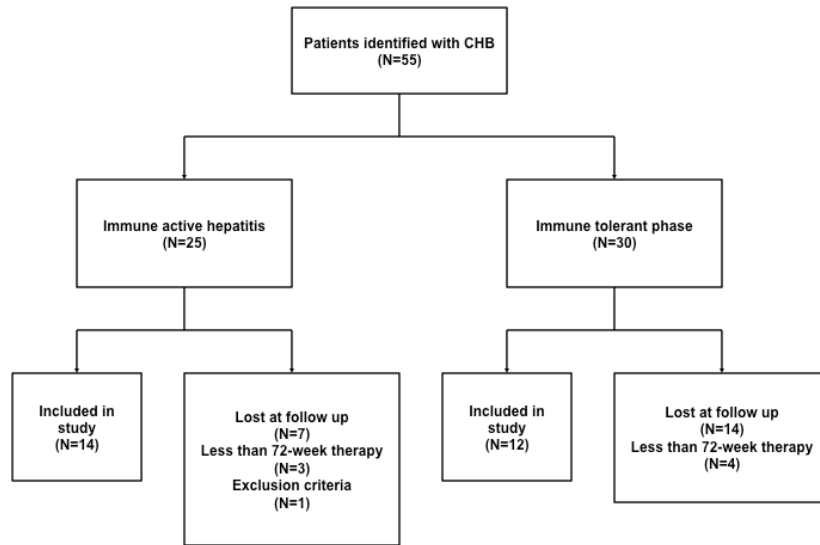 Patients identified with CHB
(N=55)
Immune active hepatitis
(N=25)
Immune tolerant phase
(N=30)
Included in
study
(N=14)
Lost at follow up
(N=7)
Less than 72-week therapy
(N=3)
Exclusion criteria
(N=1)
Included in
study
(N=12)
Lost at follow up
(N=14)
Less than 72-week therapy
(N=4)